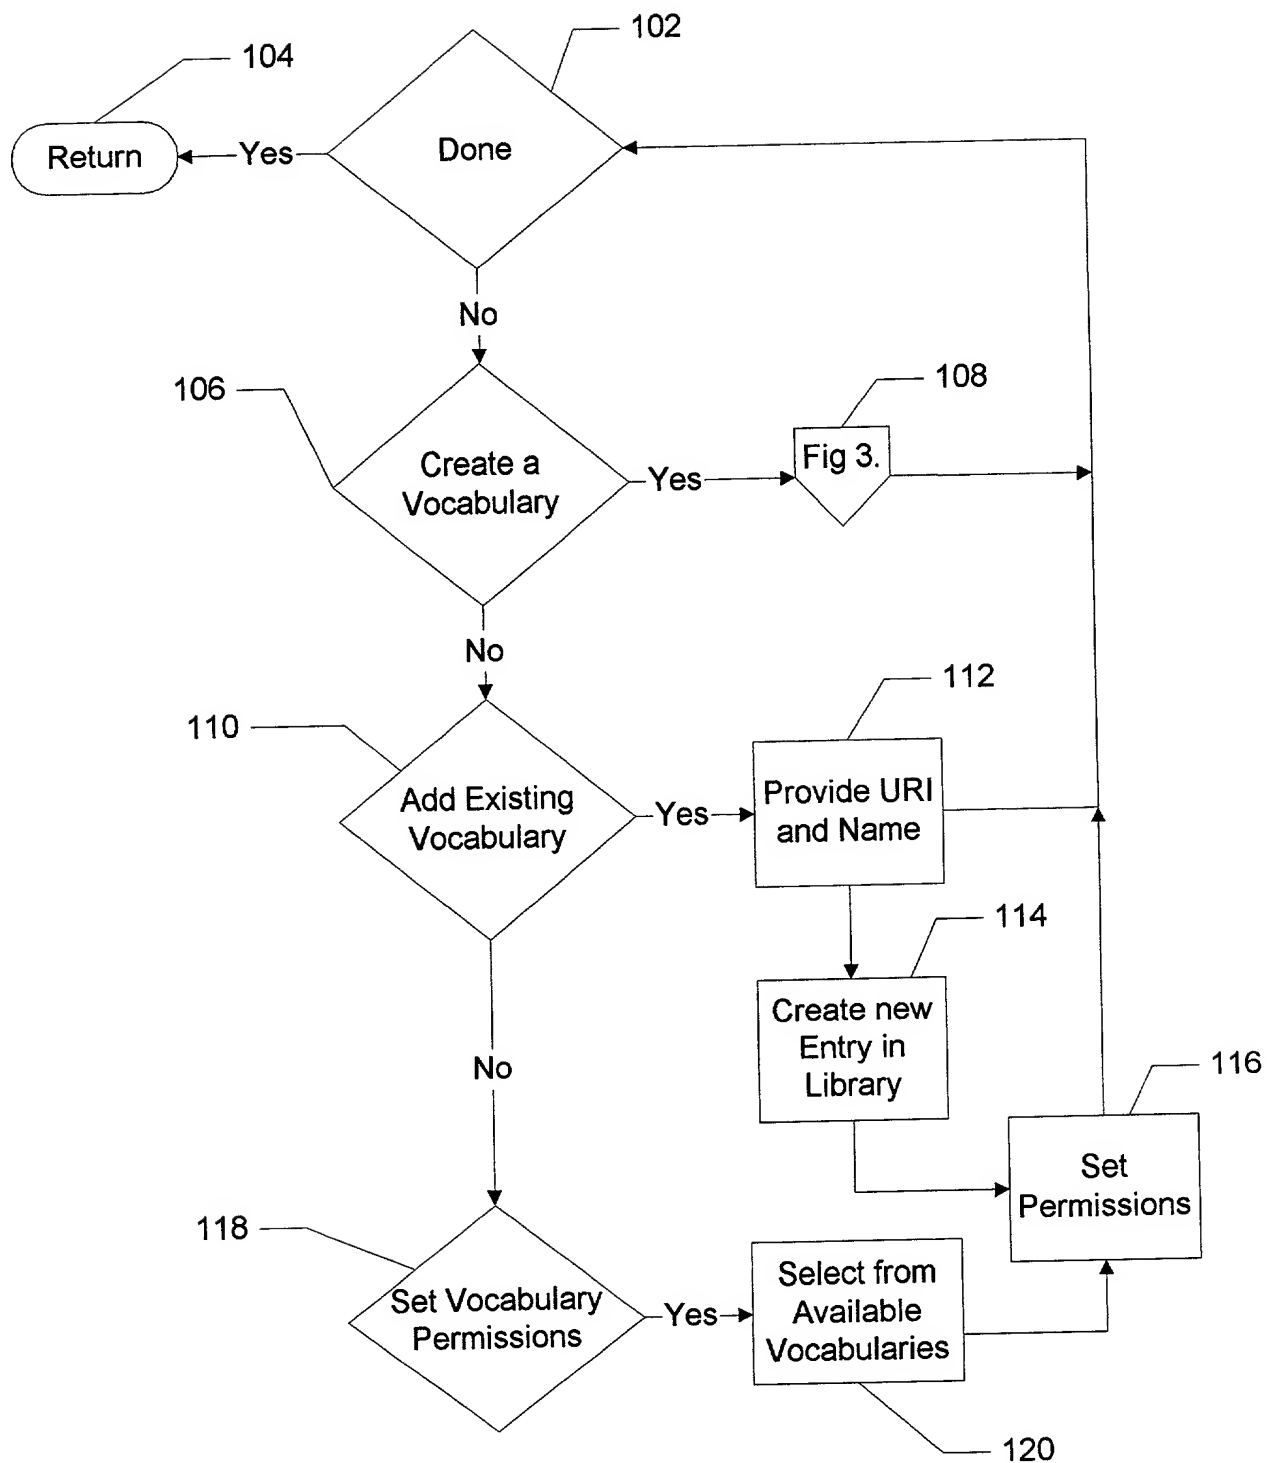 102
104
Return
Yes
Done
No
106
108
Create a
Vocabulary
Yes
Fig 3.
No
110
112
Add Existing
Vocabulary
Yes
Provide URI
and Name
114
Create new
Entry in
Library
No
116
Set
Permissions
118
Set Vocabulary
Permissions
Yes
Select from
Available
Vocabularies
120